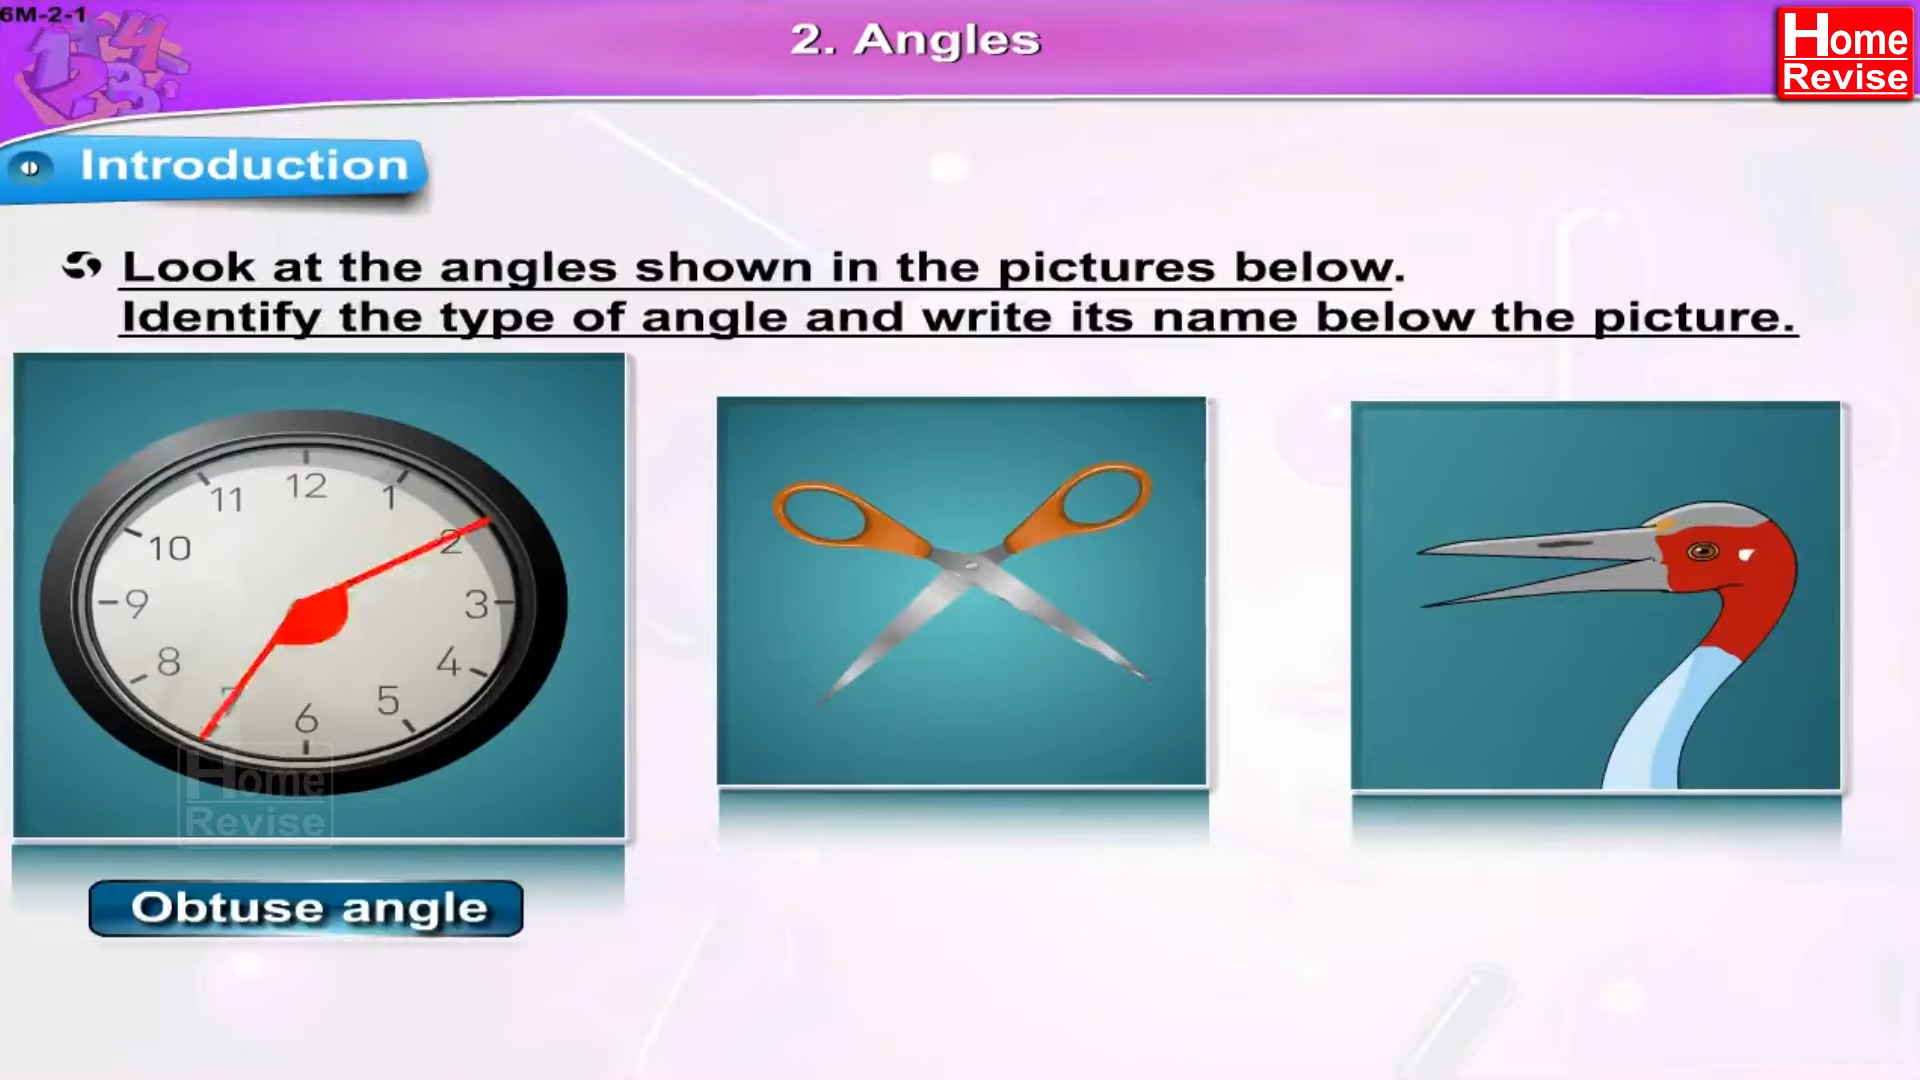 6M-2-1
2. Angles
Home
Revise
Introduction
Look at the angles shown in the pictures below.
Identify the type of angle and write its name below the picture.
12
11
1
10
2
9
3
8
4
7
5
6
Home
Revise
Obtuse angle